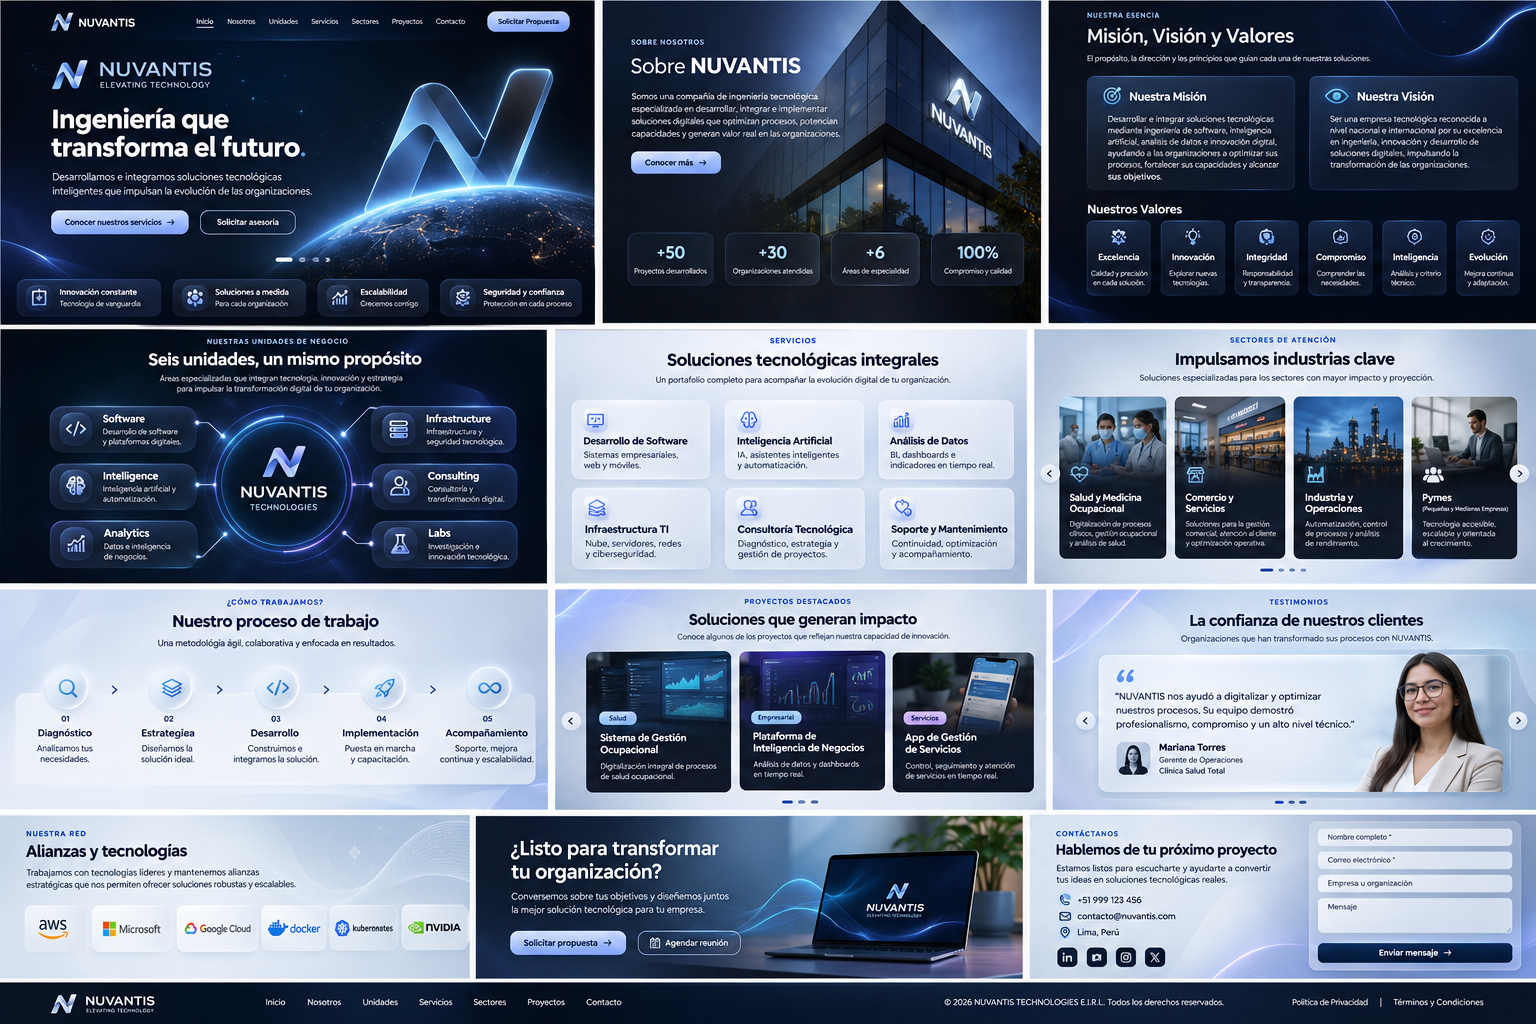 NUVANTIS
Inicio
Nosotros
Unidades
Servicios
Sectores
Proyectos
Contacto
Solicitar Propuesta
NUVANTIS
ELEVATING TECHNOLOGY
Ingeniería que
transforma el futuro.
Desarrollamos e integramos soluciones tecnológicas
inteligentes que impulsan la evolución de las organizaciones.
Conocer nuestros servicios →
Solicitar asesoría
Innovación constante
Tecnología de vanguardia
Soluciones a medida
Para cada organización
Escalabilidad
Crecemos contigo
Seguridad y confianza
Protección en cada proceso
SOBRE NOSOTROS
Sobre NUVANTIS
Somos una compañía de ingeniería tecnológica
especializada en desarrollar, integrar e implementar
soluciones digitales que optimizan procesos, potencian
capacidades y generan valor real en las organizaciones.
Conocer más →
NUVANTIS
+50
Proyectos desarrollados
+30
Organizaciones atendidas
+6
Áreas de especialidad
100%
Compromiso y calidad
NUESTRA ESENCIA
Misión, Visión y Valores
El propósito, la dirección y les principios que guían cada una de nuestras soluciones.
Nuestra Misión
Desarrollar e integrar soluciones tecnológicas
mediante ingeniería de software, inteligencia
artificial, analisis de datos e innovación digital,
ayudando a las organizaciones a optimizar sus
procesos, fortalecer sus capacidades y alcanzar
sus objetivos.
Nuestra Visión
Ser una empresa tecnológica reconocida a
nivel nacional e internacional por su excelencia
en ingeniería, innovación y desarrollo de
soluciones digitales, impulsando la
transformación de las organizaciones.
Nuestros Valores
Excelencia
Calidad y precisión
en cada solución.
Innovación
Explorar nuevas
tecnologías.
Integridad
Responsabilidad
y transparencia.
Compromiso
Comprender las
necesidades.
Inteligencia
Análisis y criterio
técnico.
Evolución
Mejora continua
y adaptación.
NUESTRAS UNIDADES DE NEGOCIO
Seis unidades, un mismo propósito
Áreas especializadas que integran tecnología, innovación y estrategia
para impulsar la transformación digital de tu organización.
Software
Desarrollo de software
y plataformas digitales.
Intelligence
Inteligencia artificial y
automatización.
Analytics
Datos e inteligencia
de negocios.
NUVANTIS
TECHNOLOGIES
Infrastructure
Infraestructura y
seguridad tecnológica.
Consulting
Consultoría y
transformación digital.
Labs
Investigación e
innovación tecnológica.
SERVICIOS
Soluciones tecnológicas integrales
Un portafolio completo para acompañar la evolución digital de tu organización.
Desarrollo de Software
Sistemas empresariales,
web y móviles.
Inteligencia Artificial
IA, asistentes inteligentes
y automatización.
Análisis de Datos
BI, dashboards e
indicadores en tiempo real.
Infraestructura TI
Nube, servidores, redes
y ciberseguridad.
Consultoría Tecnológica
Diagnóstico, estrategia y
gestión de proyectos.
Soporte y Mantenimiento
Continuidad, optimización
y acompañamiento.
SECTORES DE ATENCIÓN
Impulsamos industrias clave
Soluciones especializadas para los sectores con mayor impacto y proyección.
Salud y Medicina
Ocupacional
Digitalización de procesos
clínicos, gestión ocupacional
y análisis de salud.
Comercio y
Servicios
Soluciones para la gestión
comercial, atención al cliente
y optimización operativa.
Industria y
Operaciones
Automatización, control
de procesos y análisis
de rendimiento.
Pymes
(Pequeñas y Medianas Empresas)
Tecnología accesible,
escalable y orientada
al crecimiento.
¿CÓMO TRABAJAMOS?
Nuestro proceso de trabajo
Una metodología ágil, colaborativa y enfocada en resultados.
01
Diagnóstico
Analizamos tus
necesidades.
02
Estrategiea
Diseñamos la
solución ideal.
03
Desarrollo
Construimos e
integramos la solución.
04
Implementación
Puesta en marcha
y capacitación.
05
Acompañamiento
Soporte, mejora
continua y escalabilidad.
PROYECTOS DESTACADOS
Soluciones que generan impacto
Conoce algunos de los proyectos que reflejan nuestra capacidad de innovación.
Salud
Sistema de Gestión
Ocupacional
Digitalización integral de procesos
de salud ocupacional.
Empresarial
Plataforma de
Inteligencia de Negocios
Análisis de datos y dashboards
en tiempo real.
Servicios
App de Gestión
de Servicios
Control, seguimiento y atención
de servicios en tiempo real.
TESTIMONIOS
La confianza de nuestros clientes
Organizaciones que han transformado sus procesos con NUVANTIS.
“NUVANTIS nos ayudó a digitalizar y optimizar
nuestros procesos. Su equipo demostró
profesionalismo, compromiso y un alto nivel técnico.”
Mariana Torres
Gerente de Operaciones
Clínica Salud Total
NUESTRA RED
Alianzas y tecnologías
Trabajamos con tecnologías líderes y mantenemos alianzas
estratégicas que nos permiten ofrecer soluciones robustas y escalables.
aws
Microsoft
Google Cloud
docker
kubernates
NVIDIA
¿Listo para transformar
tu organización?
Conversemos sobre tus objetivos y diseñemos juntos
la mejor solución tecnológica para tu empresa.
Solicitar propuesta →
Agendar reunión
NUVANTIS
ELEVATING TECHNOLOGY
CONTÁCTANOS
Hablemos de tu próximo proyecto
Estamos listos para escucharte y ayudarte a convertir
tus ideas en soluciones tecnológicas reales.
+51 999 123 456
contacto@nuvantis.com
Lima, Perú
Nombre completo *
Correo electrónico *
Empresa u organización
Mensaje
Enviar mensaje →
NUVANTIS
ELEVATING TECHNOLOGY
Inicio
Nosotros
Unidades
Servicios
Sectores
Proyectos
Contacto
© 2026 NUVANTIS TECHNOLOGIES E.I.R.L. Todos los derechos reservados.
Política de Privacidad | Términos y Condiciones